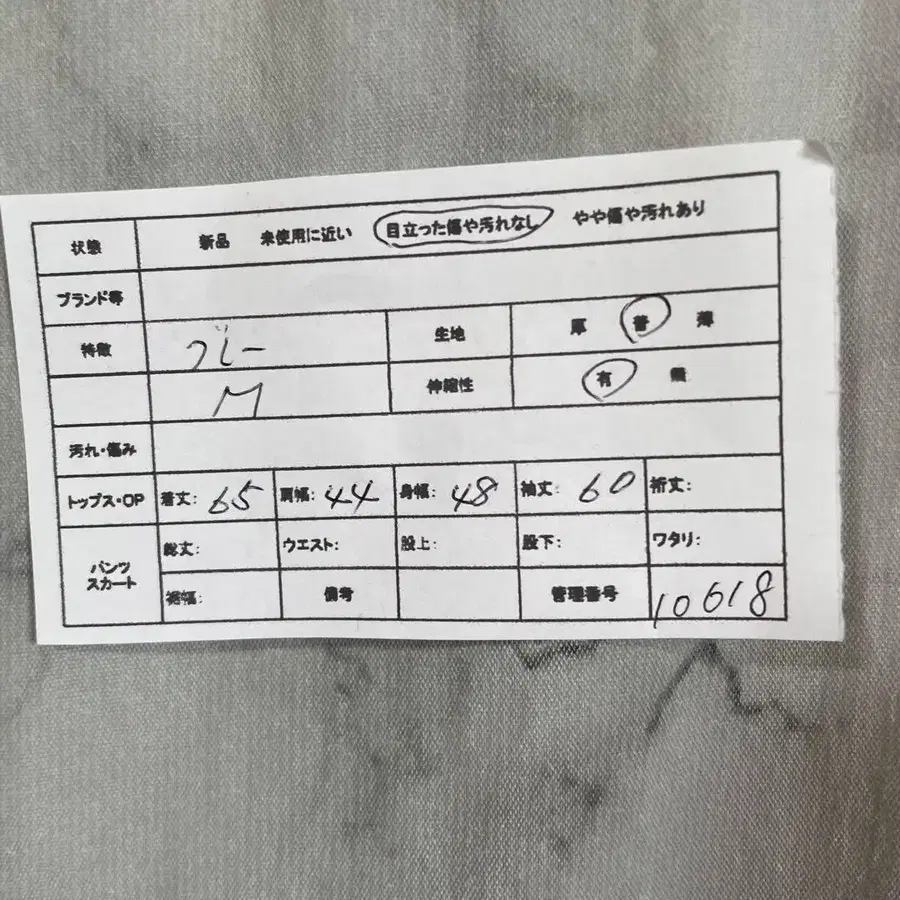 状態 新品 未使用に近い 目立った傷や汚れなし やや傷や汚れあり
ブランド等
特徴 グレー 生地 厚 普 薄
M 伸縮性 有 無
汚れ・傷み
トップス・OP 着丈: 65 肩幅: 44 身幅: 48 袖丈: 60 裄丈:
パンツ スカート 総丈: ウエスト: 股上: 股下: ワタリ:
裾幅: 備考 管理番号 10618